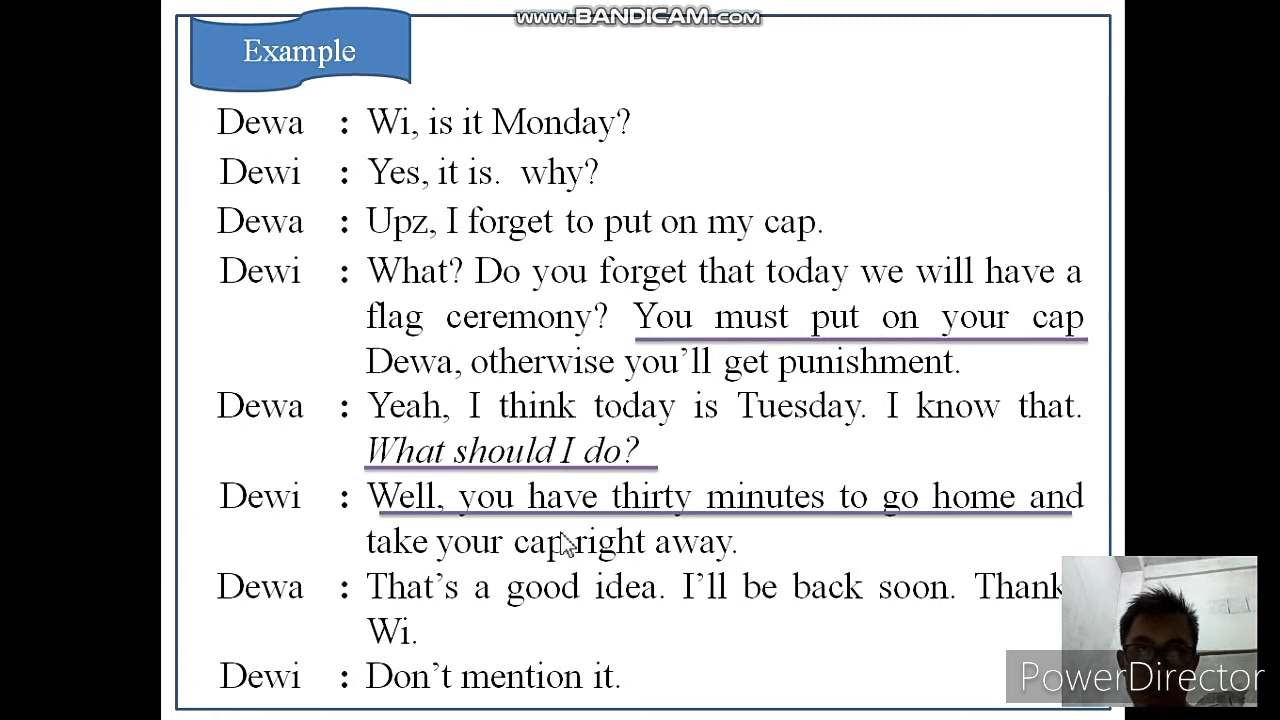 www.BANDICAM.com
Example
Dewa : Wi, is it Monday?
Dewi : Yes, it is. why?
Dewa : Upz, I forget to put on my cap.
Dewi : What? Do you forget that today we will have a
flag ceremony? You must put on your cap
Dewa, otherwise you'll get punishment.
Dewa : Yeah, I think today is Tuesday. I know that.
What should I do?
Dewi : Well, you have thirty minutes to go home and
take your cap right away.
Dewa : That's a good idea. I'll be back soon. Thank
Wi.
Dewi : Don't mention it.
PowerDirector